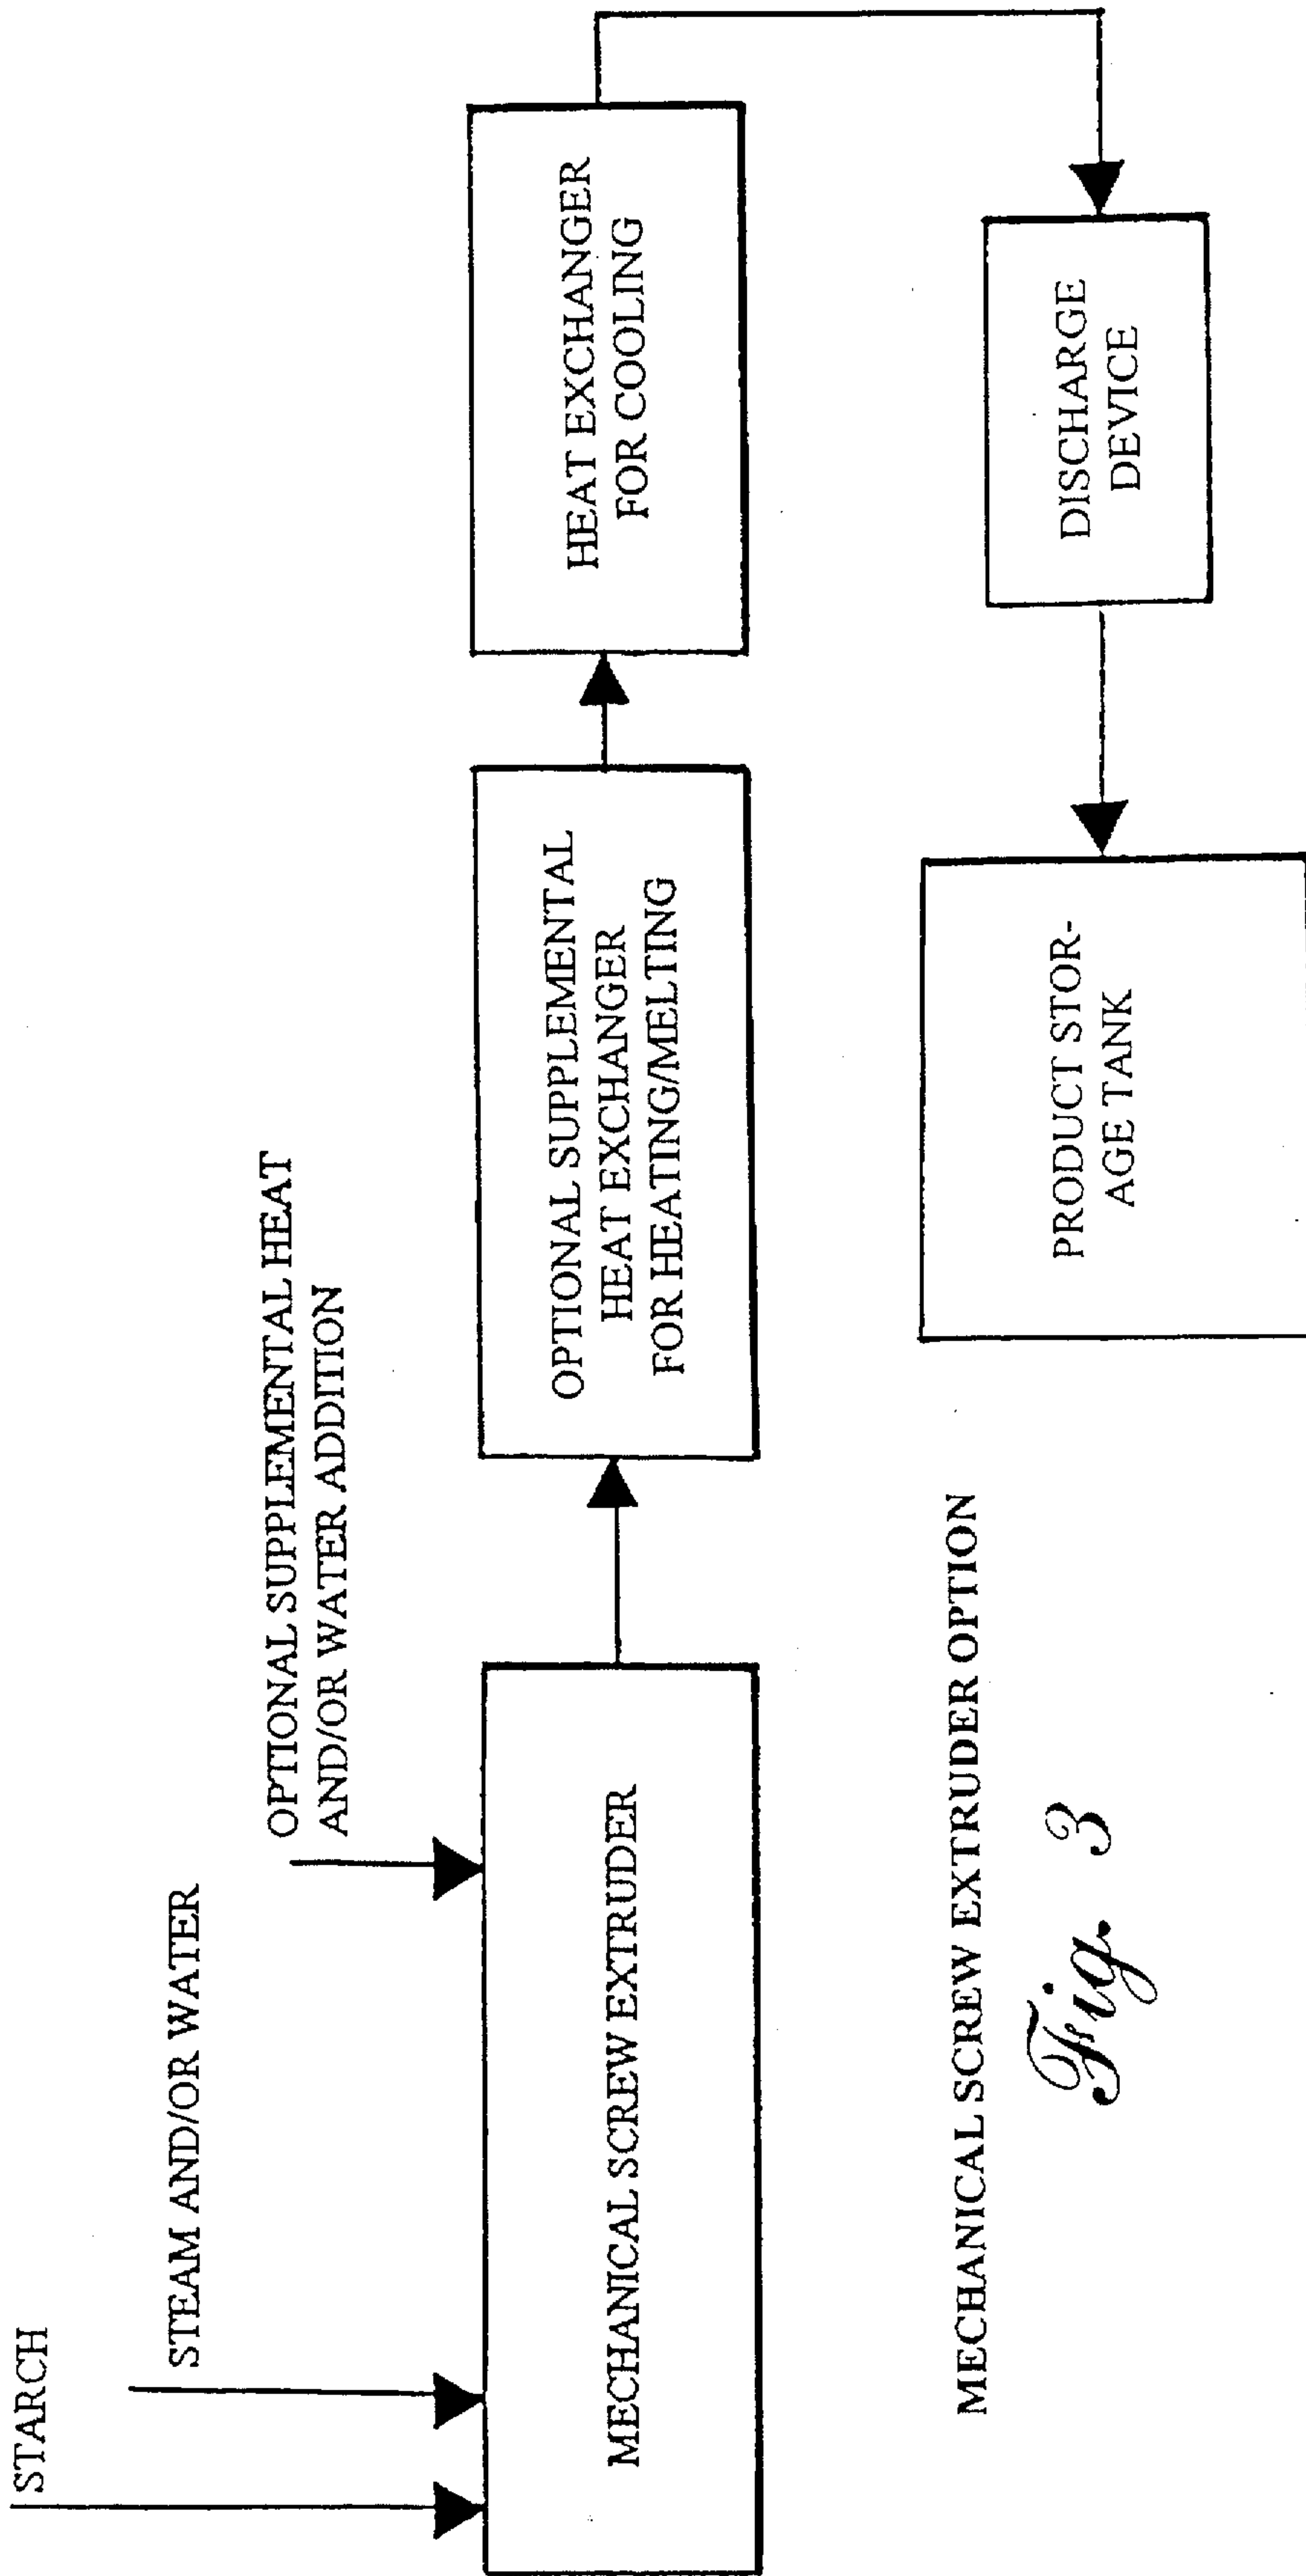 STARCH
STEAM AND/OR WATER
OPTIONAL SUPPLEMENTAL HEAT
AND/OR WATER ADDITION
MECHANICAL SCREW EXTRUDER
OPTIONAL SUPPLEMENTAL
HEAT EXCHANGER
FOR HEATING/MELTING
HEAT EXCHANGER
FOR COOLING
DISCHARGE
DEVICE
PRODUCT STOR-
AGE TANK
MECHANICAL SCREW EXTRUDER OPTION
Fig. 3